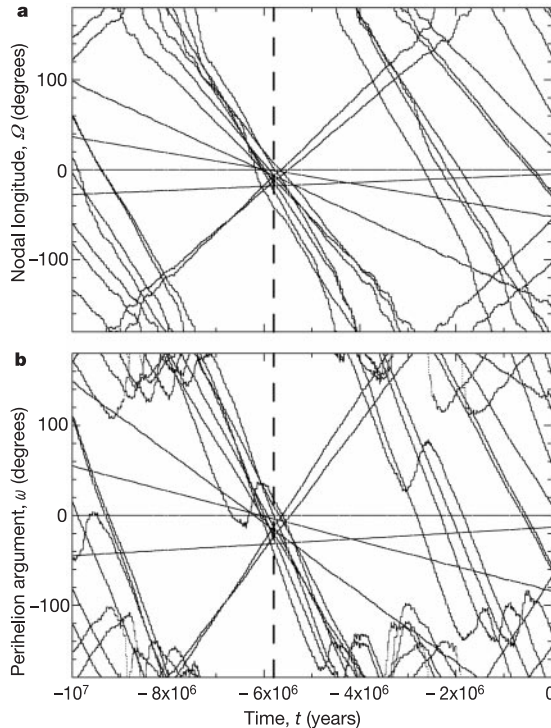 a
Nodal longitude, Ω (degrees)
100
0
−100
b
Perihelion argument, ω (degrees)
100
0
−100
−10⁷
−8x10⁶
−6x10⁶
−4x10⁶
−2x10⁶
0
Time, t (years)